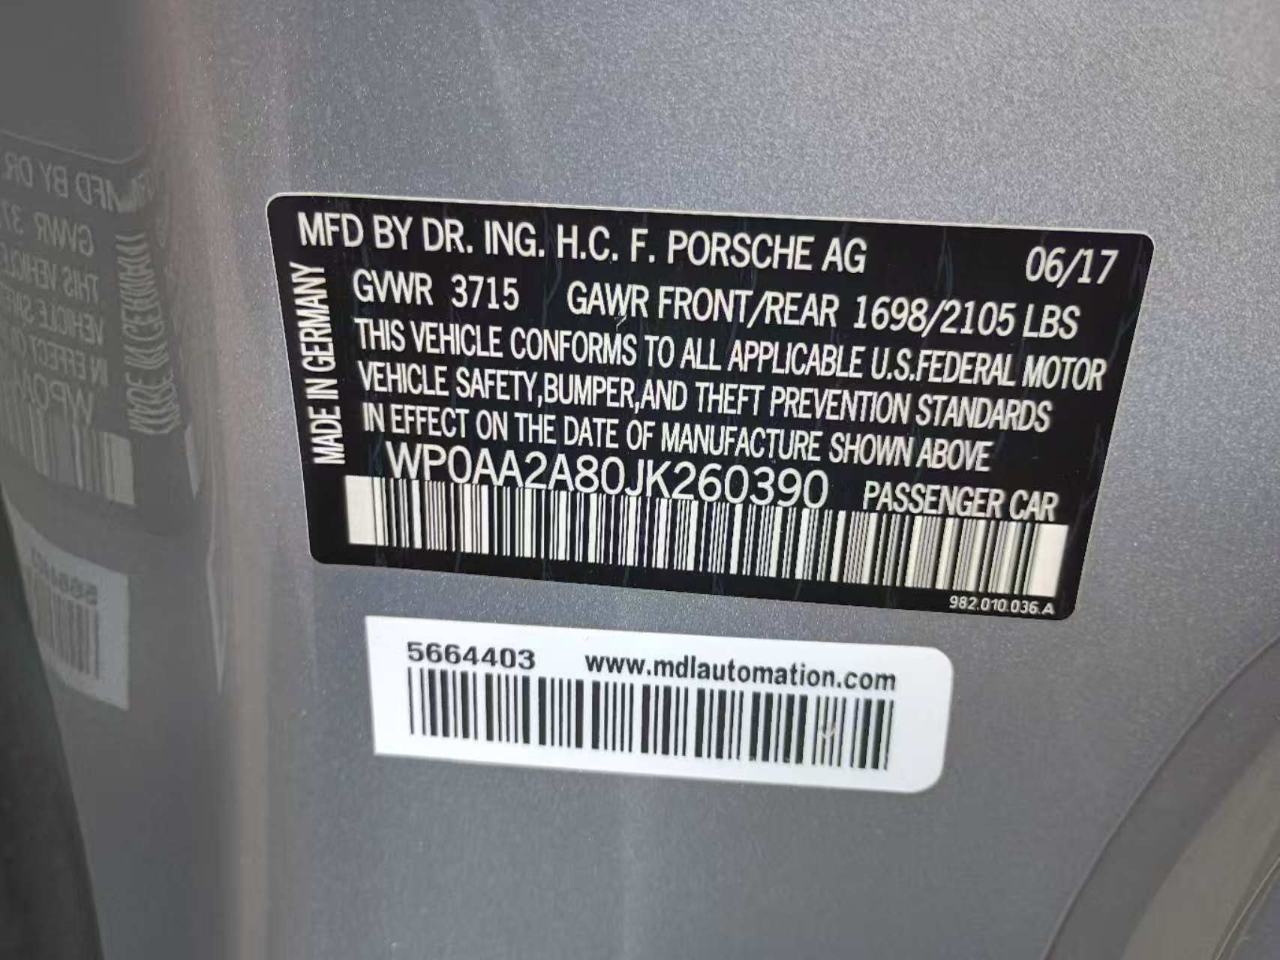 MFD BY DR. ING. H.C. F. PORSCHE AG 06/17
GVWR 3715 GAWR FRONT/REAR 1698/2105 LBS
THIS VEHICLE CONFORMS TO ALL APPLICABLE U.S.FEDERAL MOTOR
VEHICLE SAFETY,BUMPER,AND THEFT PREVENTION STANDARDS
IN EFFECT ON THE DATE OF MANUFACTURE SHOWN ABOVE
WP0AA2A80JK260390 PASSENGER CAR
MADE IN GERMANY
982.010.036.A
5664403 www.mdlautomation.com